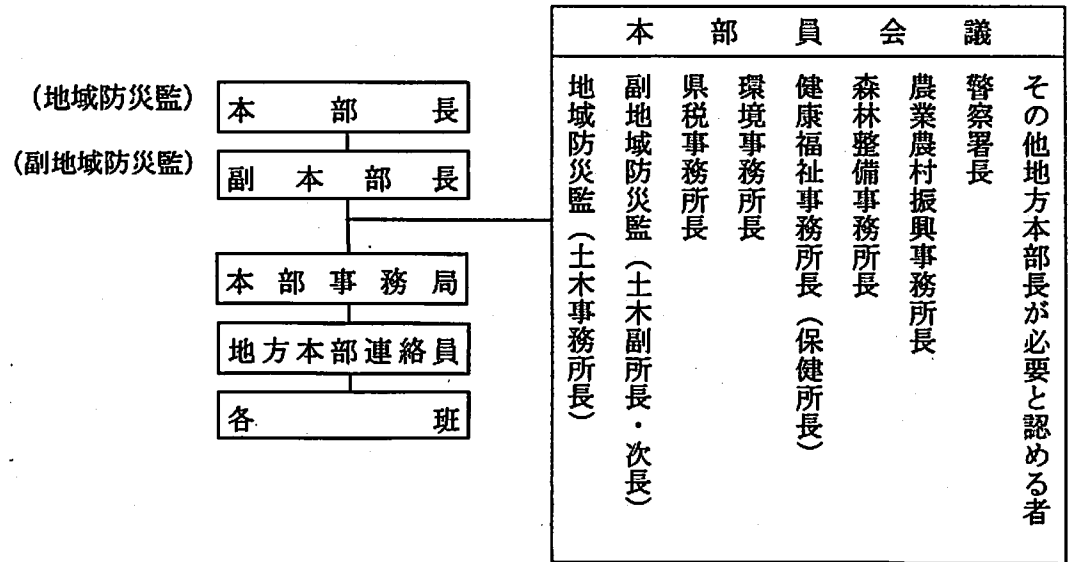 (地域防災監)
本部長
(副地域防災監)
副本部長
本部事務局
地方本部連絡員
各班
本部員会議
その他地方本部長が必要と認める者
警察署長
農業農村振興事務所長
森林整備事務所長
健康福祉事務所長（保健所長）
環境事務所長
県税事務所長
副地域防災監（土木副所長・次長）
地域防災監（土木事務所長）